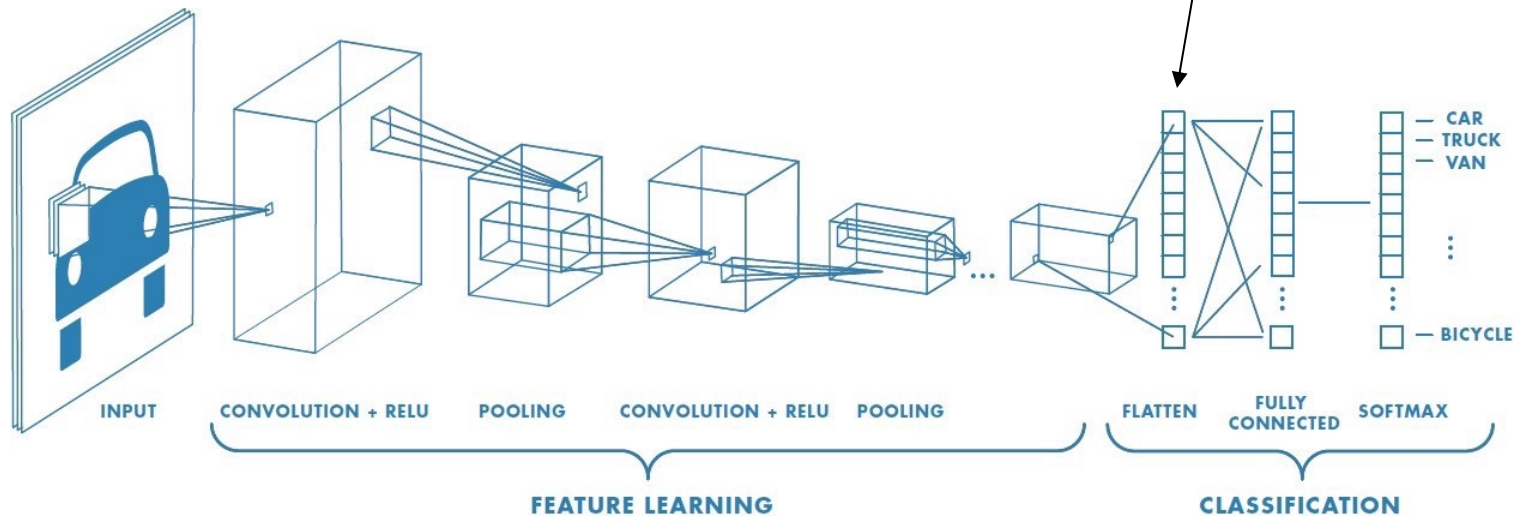 CAR
TRUCK
VAN
BICYCLE
INPUT
CONVOLUTION + RELU
POOLING
CONVOLUTION + RELU
POOLING
FLATTEN
FULLY
CONNECTED
SOFTMAX
FEATURE LEARNING
CLASSIFICATION